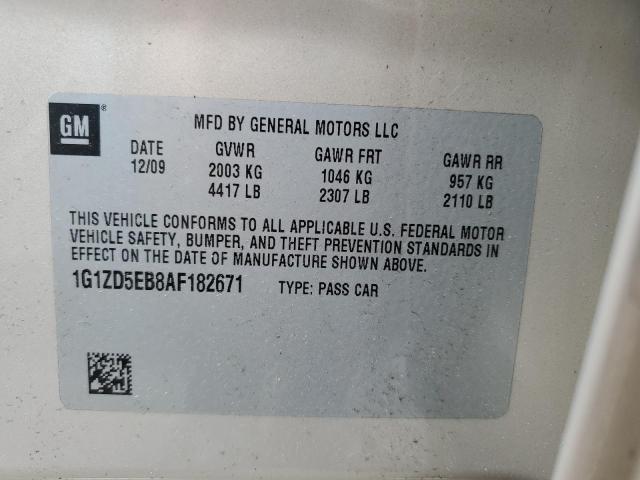 GM®
MFD BY GENERAL MOTORS LLC
DATE GVWR GAWR FRT GAWR RR
12/09 2003 KG 1046 KG 957 KG
4417 LB 2307 LB 2110 LB
THIS VEHICLE CONFORMS TO ALL APPLICABLE U.S. FEDERAL MOTOR
VEHICLE SAFETY, BUMPER, AND THEFT PREVENTION STANDARDS IN
EFFECT ON THE DATE OF MANUFACTURE SHOWN ABOVE.
1G1ZD5EB8AF182671 TYPE: PASS CAR